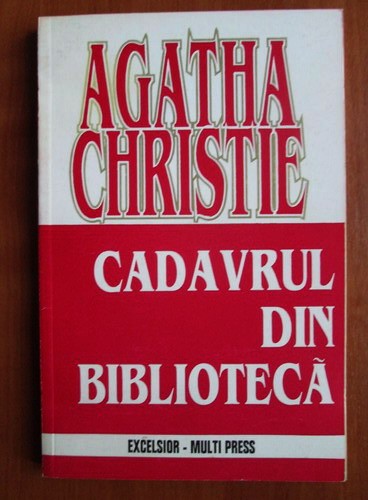 AGATHA
CHRISTIE
CADAVRUL
DIN
BIBLIOTECĂ
EXCELSIOR - MULTI PRESS